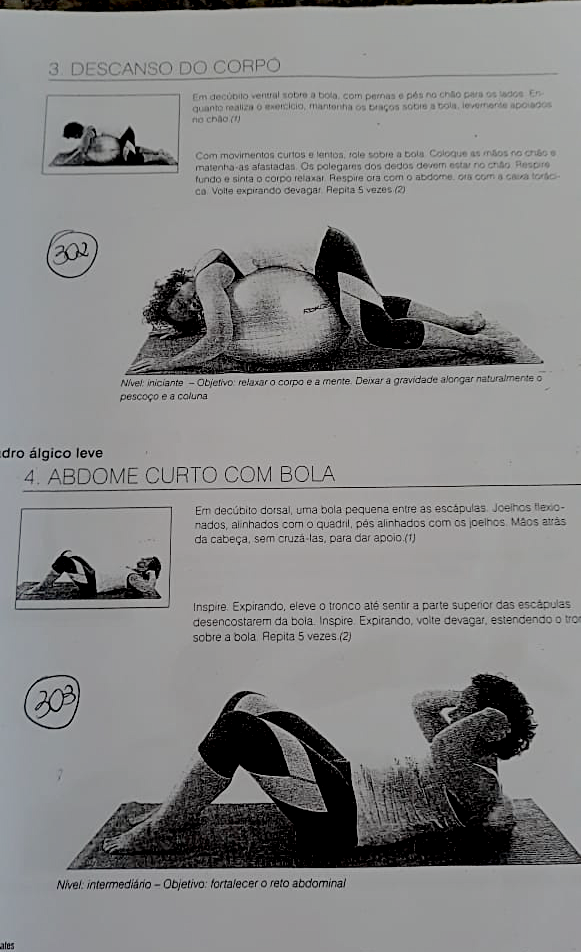 3. DESCANSO DO CORPO
Em decúbito ventral sobre a bola, com pernas e pés no chão para os lados. En-
quanto realiza o exercício, mantenha os braços sobre a bola, levemente apoiados
no chão.(1)
Com movimentos curtos e lentos, role sobre a bola. Coloque as mãos no chão e
matenha-as afastadas. Os polegares dos dedos devem estar no chão. Respire
fundo e sinta o corpo relaxar. Respire ora com o abdome, ora com a caixa toráci-
ca. Volte expirando devagar. Repita 5 vezes.(2)
302
Nível: iniciante – Objetivo: relaxar o corpo e a mente. Deixar a gravidade alongar naturalmente o
pescoço e a coluna
dro álgico leve
4. ABDOME CURTO COM BOLA
Em decúbito dorsal, uma bola pequena entre as escápulas. Joelhos flexio-
nados, alinhados com o quadril, pés alinhados com os joelhos. Mãos atrás
da cabeça, sem cruzá-las, para dar apoio.(1)
Inspire. Expirando, eleve o tronco até sentir a parte superior das escápulas
desencostarem da bola. Inspire. Expirando, volte devagar, estendendo o tron
sobre a bola. Repita 5 vezes.(2)
303
Nível: intermediário – Objetivo: fortalecer o reto abdominal
ates